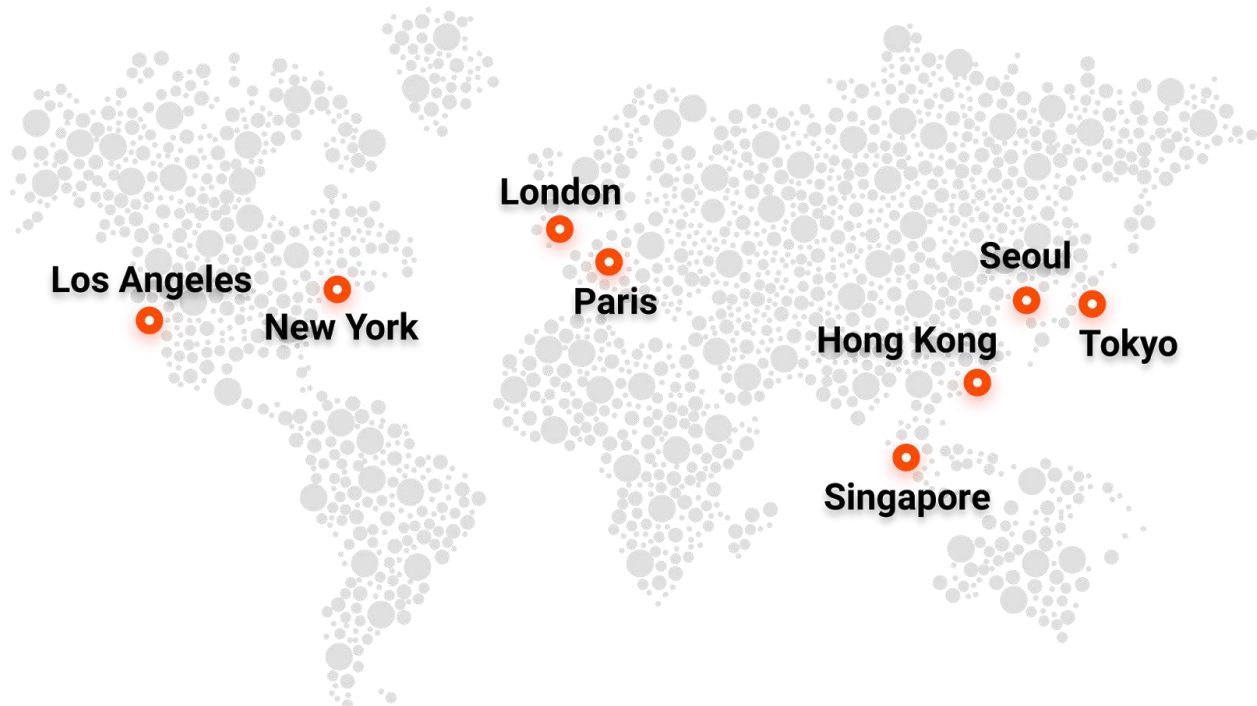 London
Seoul
Los Angeles
Paris
New York
Hong Kong
Tokyo
Singapore